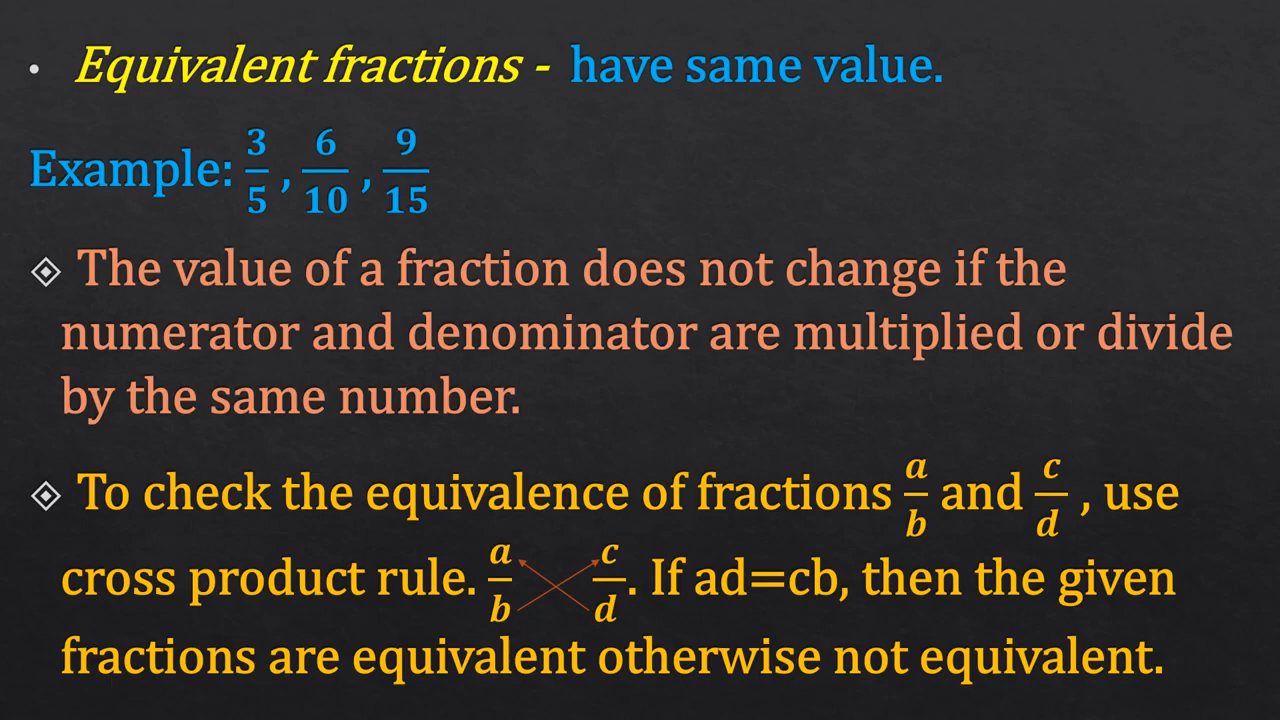 • Equivalent fractions - have same value.
Example: 3/5 , 6/10 , 9/15
The value of a fraction does not change if the
numerator and denominator are multiplied or divide
by the same number.
To check the equivalence of fractions a/b and c/d , use
cross product rule. a/b c/d. If ad=cb, then the given
fractions are equivalent otherwise not equivalent.